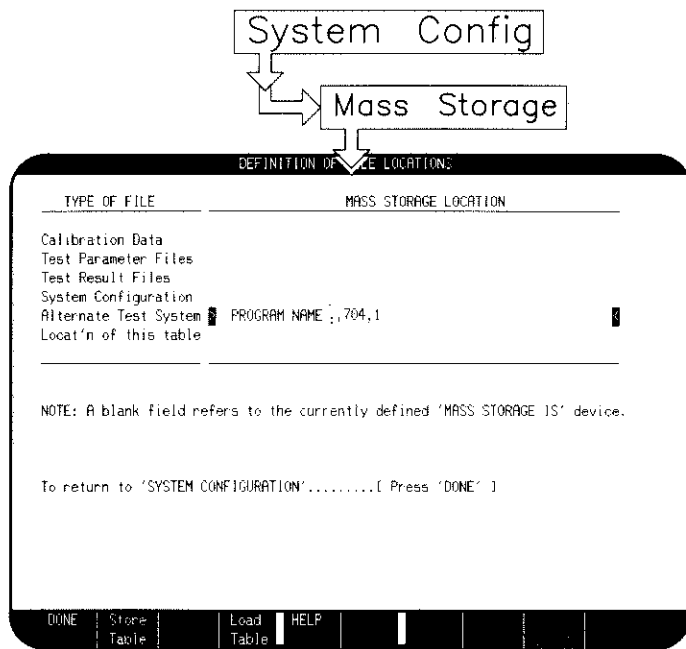 System Config
Mass Storage
DEFINITION OF LOCATIONS
TYPE OF FILE MASS STORAGE LOCATION
Calibration Data
Test Parameter Files
Test Result Files
System Configuration
Alternate Test System > PROGRAM NAME :,704,1 <
Locat'n of this table
NOTE: A blank field refers to the currently defined 'MASS STORAGE IS' device.
To return to 'SYSTEM CONFIGURATION'.........[ Press 'DONE' ]
DONE Store Load HELP
Table Table